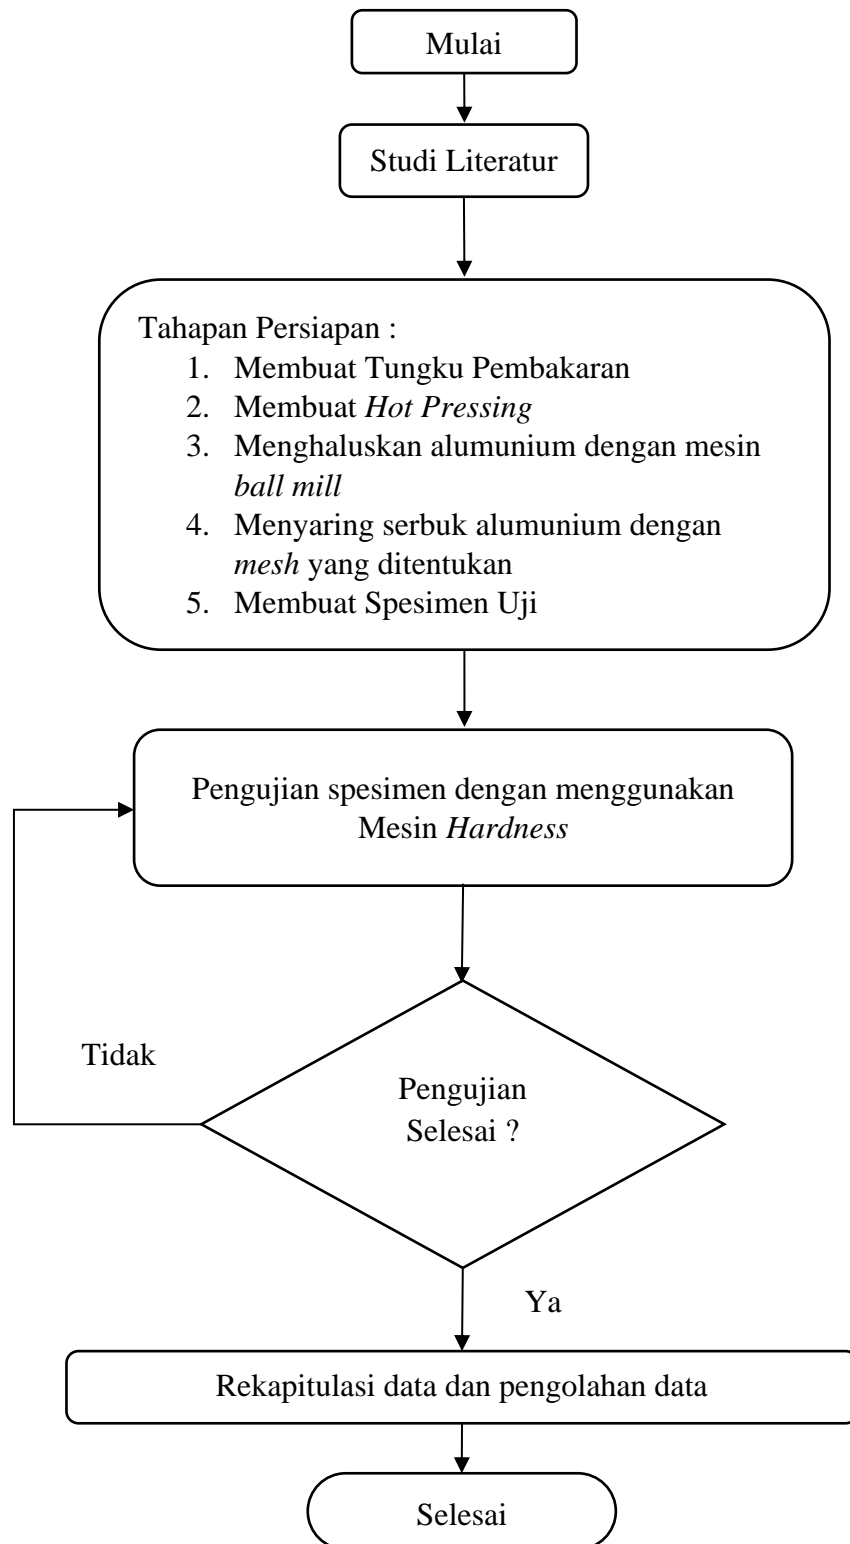 Mulai
Studi Literatur
Tahapan Persiapan :
1. Membuat Tungku Pembakaran
2. Membuat Hot Pressing
3. Menghaluskan alumunium dengan mesin
ball mill
4. Menyaring serbuk alumunium dengan
mesh yang ditentukan
5. Membuat Spesimen Uji
Pengujian spesimen dengan menggunakan
Mesin Hardness
Tidak
Pengujian
Selesai ?
Ya
Rekapitulasi data dan pengolahan data
Selesai